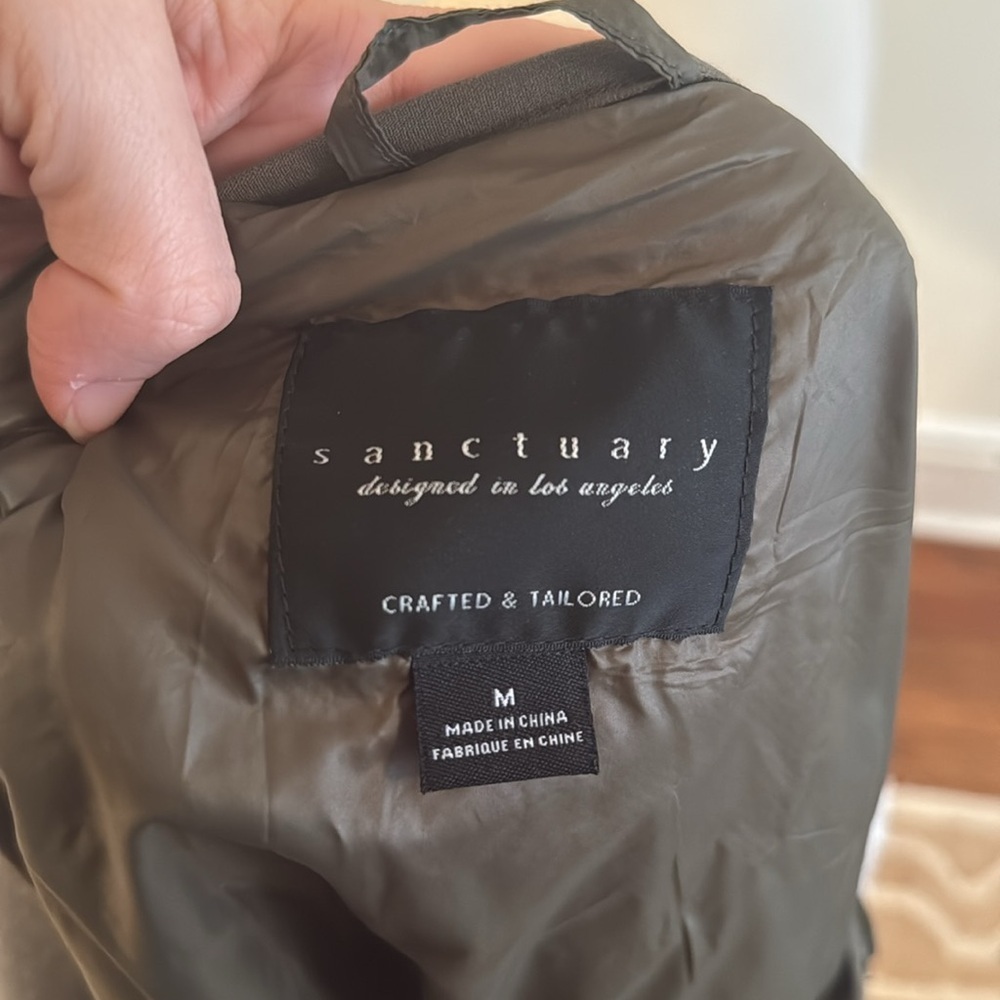 sanctuary
designed in los angeles
CRAFTED & TAILORED
M
MADE IN CHINA
FABRIQUE EN CHINE